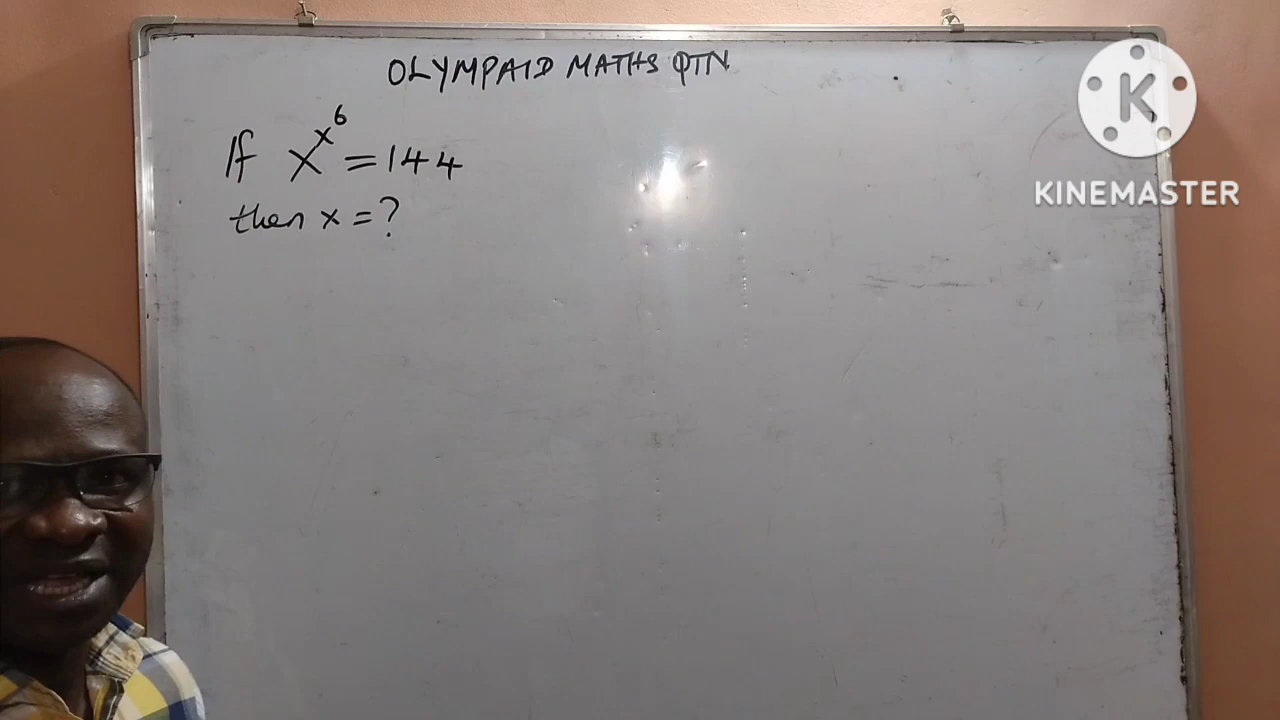 OLYMPAID MATHS QTN
If x^x^6 = 144
then x = ?
K
KINEMASTER